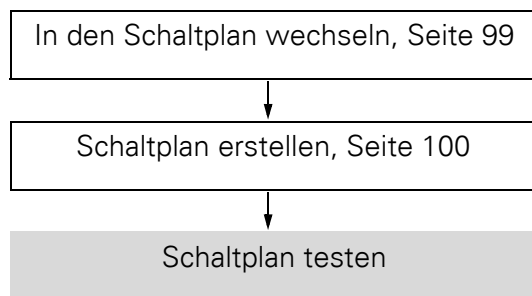 In den Schaltplan wechseln, Seite 99
Schaltplan erstellen, Seite 100
Schaltplan testen